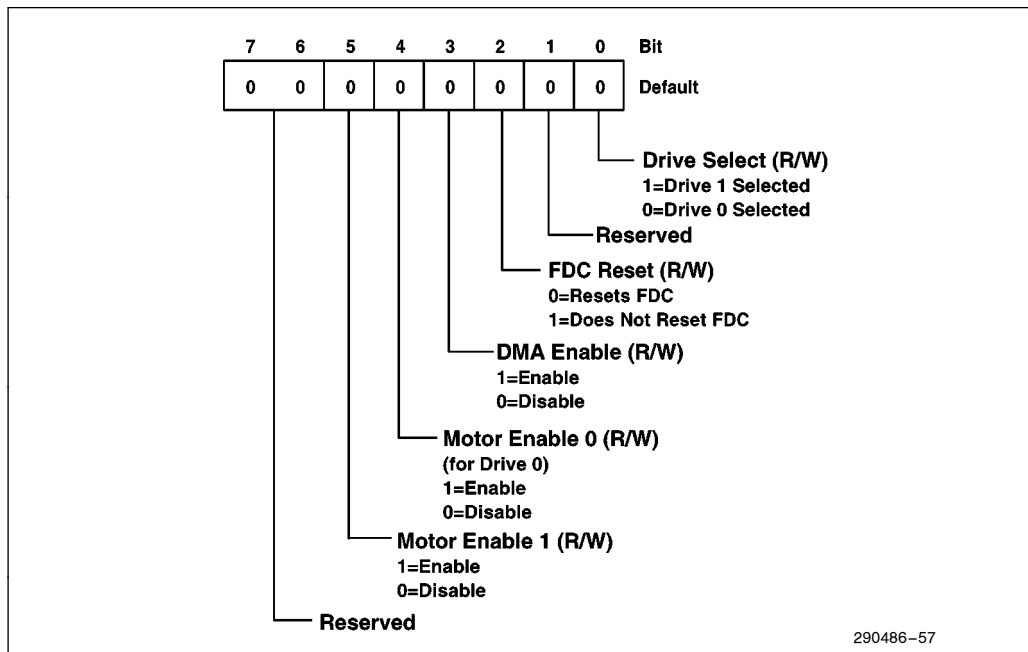 7 6 5 4 3 2 1 0 Bit
0 0 0 0 0 0 0 0 Default
Drive Select (R/W)
1=Drive 1 Selected
0=Drive 0 Selected
Reserved
FDC Reset (R/W)
0=Resets FDC
1=Does Not Reset FDC
DMA Enable (R/W)
1=Enable
0=Disable
Motor Enable 0 (R/W)
(for Drive 0)
1=Enable
0=Disable
Motor Enable 1 (R/W)
1=Enable
0=Disable
Reserved
290486–57